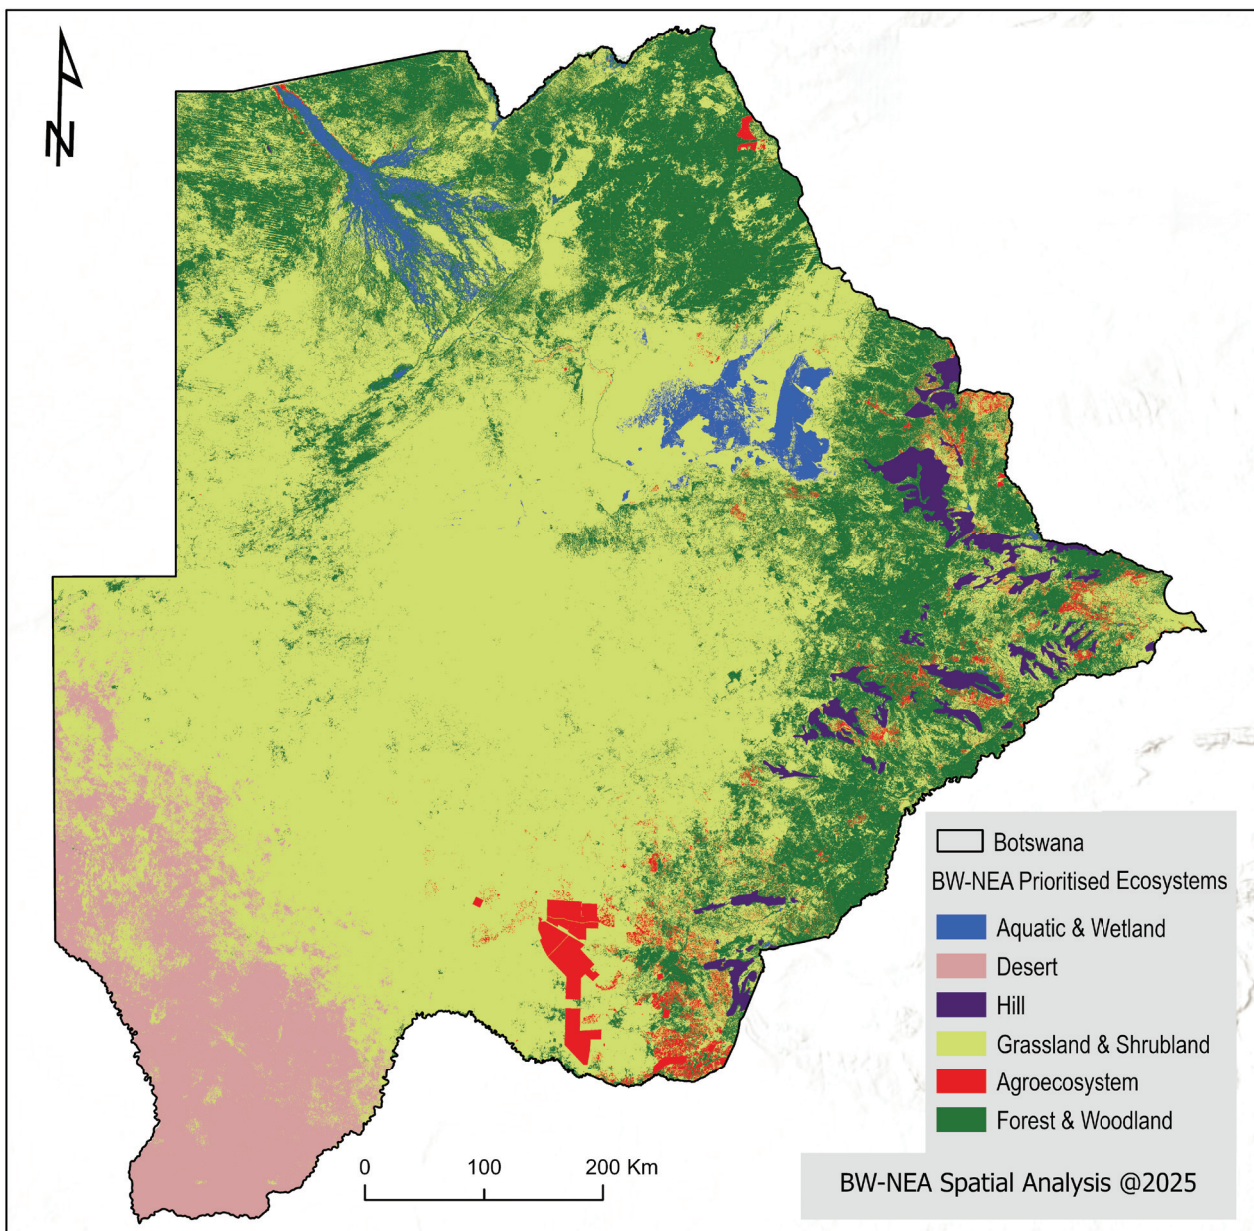 N
Botswana
BW-NEA Prioritised Ecosystems
Aquatic & Wetland
Desert
Hill
Grassland & Shrubland
Agroecosystem
Forest & Woodland
0 100 200 Km
BW-NEA Spatial Analysis @2025